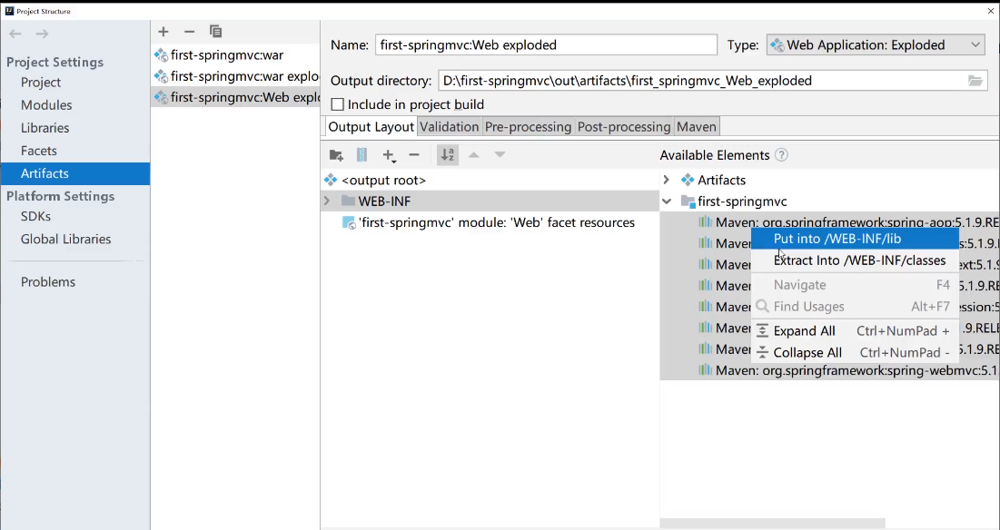 Project Structure
Project Settings
Project
Modules
Libraries
Facets
Artifacts
Platform Settings
SDKs
Global Libraries
Problems
first-springmvc:war
first-springmvc:war explo
first-springmvc:Web explo
Name: first-springmvc:Web exploded Type: Web Application: Exploded
Output directory: D:\first-springmvc\out\artifacts\first_springmvc_Web_exploded
Include in project build
Output Layout Validation Pre-processing Post-processing Maven
<output root>
WEB-INF
'first-springmvc' module: 'Web' facet resources
Available Elements ?
Artifacts
first-springmvc
Maven: org.springframework:spring-aop:5.1.9.RE
Maven s:5.1.9.
Maven ext:5.1.9
Maven 5.1.9.RE
Maven ession:5
Maven .1.9.RELE
Maven 5.1.9.RE
Maven: org.springframework:spring-webmvc:5.1.
Put into /WEB-INF/lib
Extract Into /WEB-INF/classes
Navigate F4
Find Usages Alt+F7
Expand All Ctrl+NumPad +
Collapse All Ctrl+NumPad -